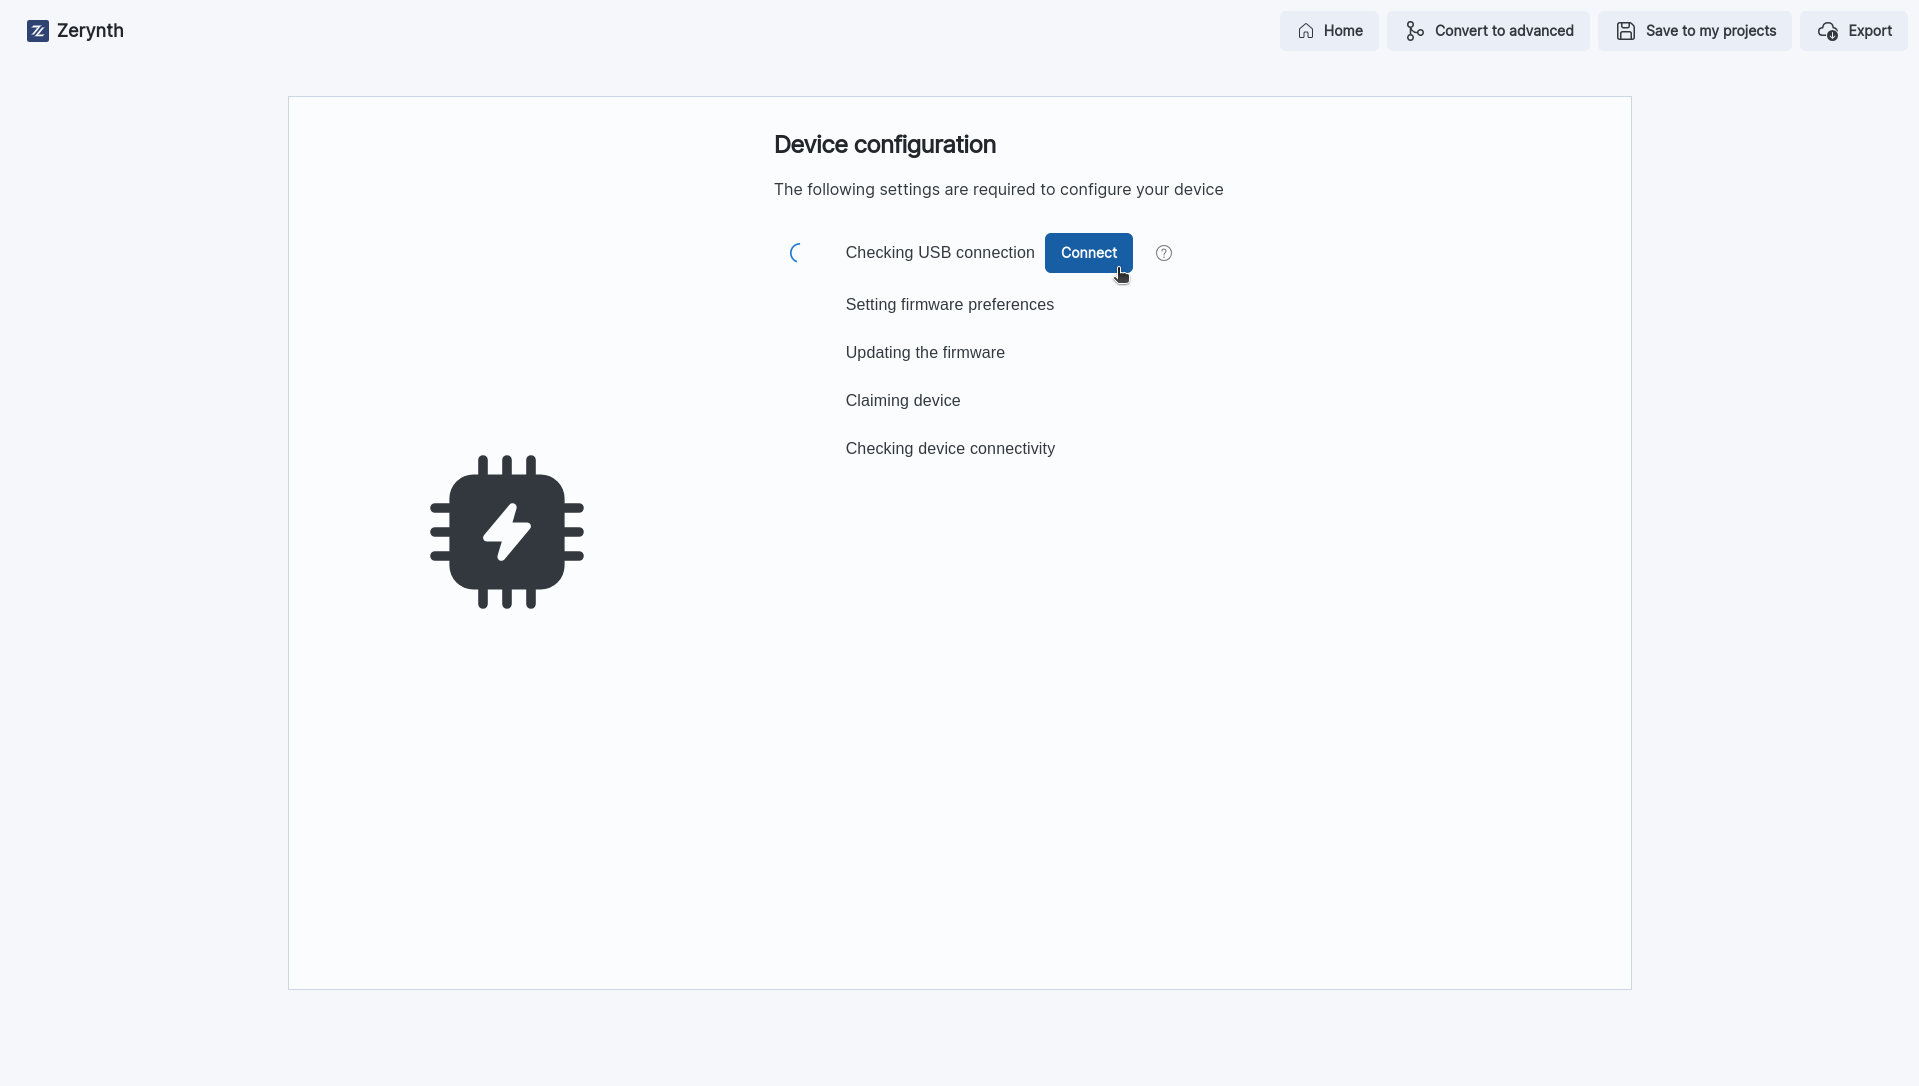 Zerynth
Home
Convert to advanced
Save to my projects
Export
Device configuration
The following settings are required to configure your device
Checking USB connection
Connect
?
Setting firmware preferences
Updating the firmware
Claiming device
Checking device connectivity